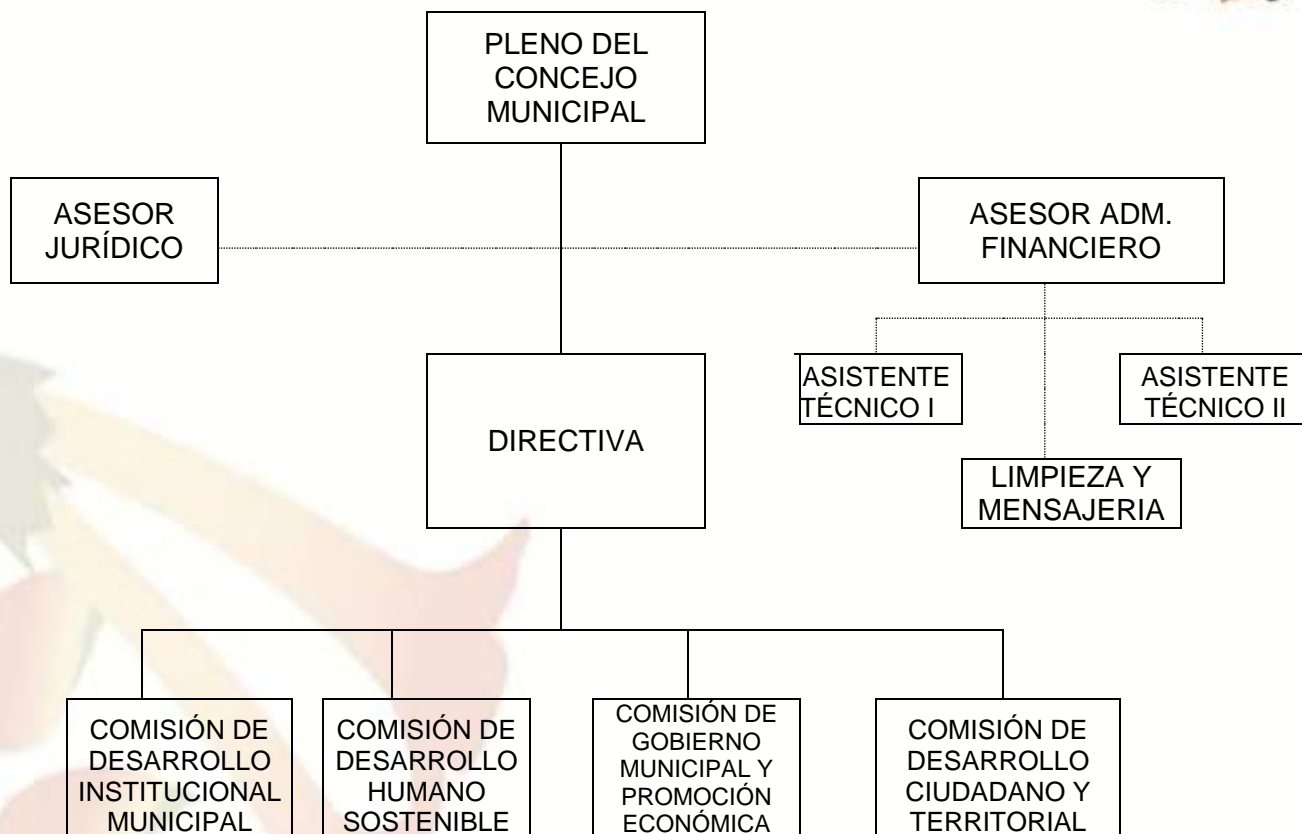 PLENO DEL
CONCEJO
MUNICIPAL
ASESOR
JURÍDICO
ASESOR ADM.
FINANCIERO
DIRECTIVA
ASISTENTE
TÉCNICO I
ASISTENTE
TÉCNICO II
LIMPIEZA Y
MENSAJERIA
COMISIÓN DE
DESARROLLO
INSTITUCIONAL
MUNICIPAL
COMISIÓN DE
DESARROLLO
HUMANO
SOSTENIBLE
COMISIÓN DE
GOBIERNO
MUNICIPAL Y
PROMOCIÓN
ECONÓMICA
COMISIÓN DE
DESARROLLO
CIUDADANO Y
TERRITORIAL